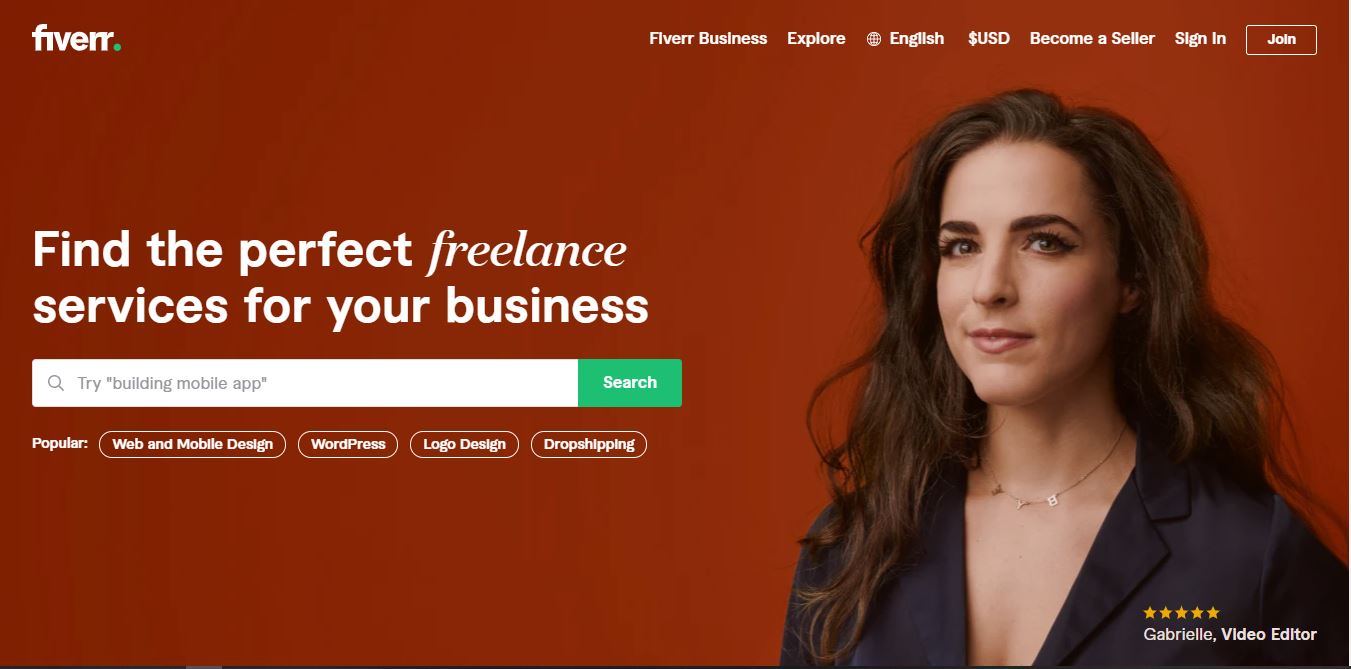 fiverr.
Fiverr Business Explore English $USD Become a Seller Sign In Join
Find the perfect freelance
services for your business
Try "building mobile app" Search
Popular: Web and Mobile Design WordPress Logo Design Dropshipping
Gabrielle, Video Editor